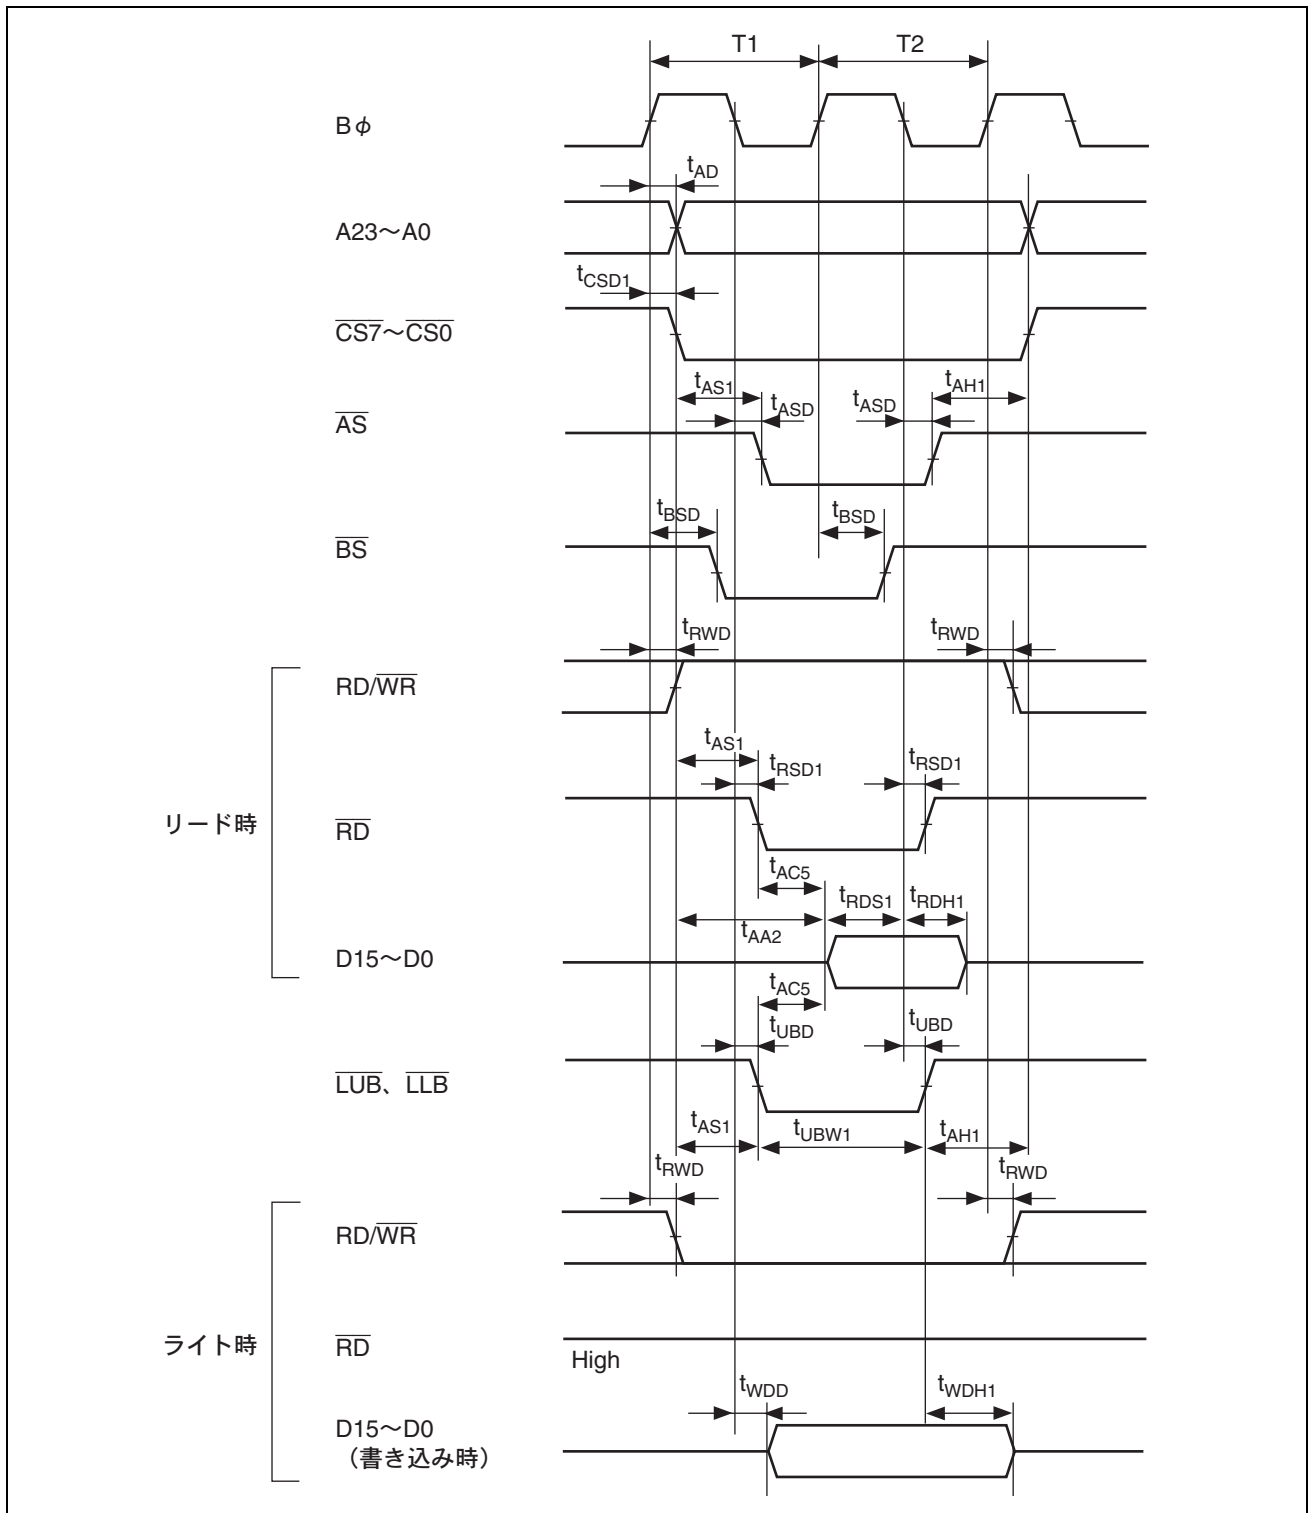 T1 T2
Bφ
tAD
A23～A0
tCSD1
CS7～CS0
tAS1 tASD tASD tAH1
AS
tBSD tBSD
BS
tRWD tRWD
RD/WR
tAS1
tRSD1 tRSD1
リード時
RD
tAC5
tRDS1 tRDH1
tAA2
D15～D0
tAC5
tUBD tUBD
LUB、LLB
tAS1 tUBW1 tAH1
tRWD tRWD
RD/WR
ライト時
RD
High
tWDD tWDH1
D15～D0
（書き込み時）